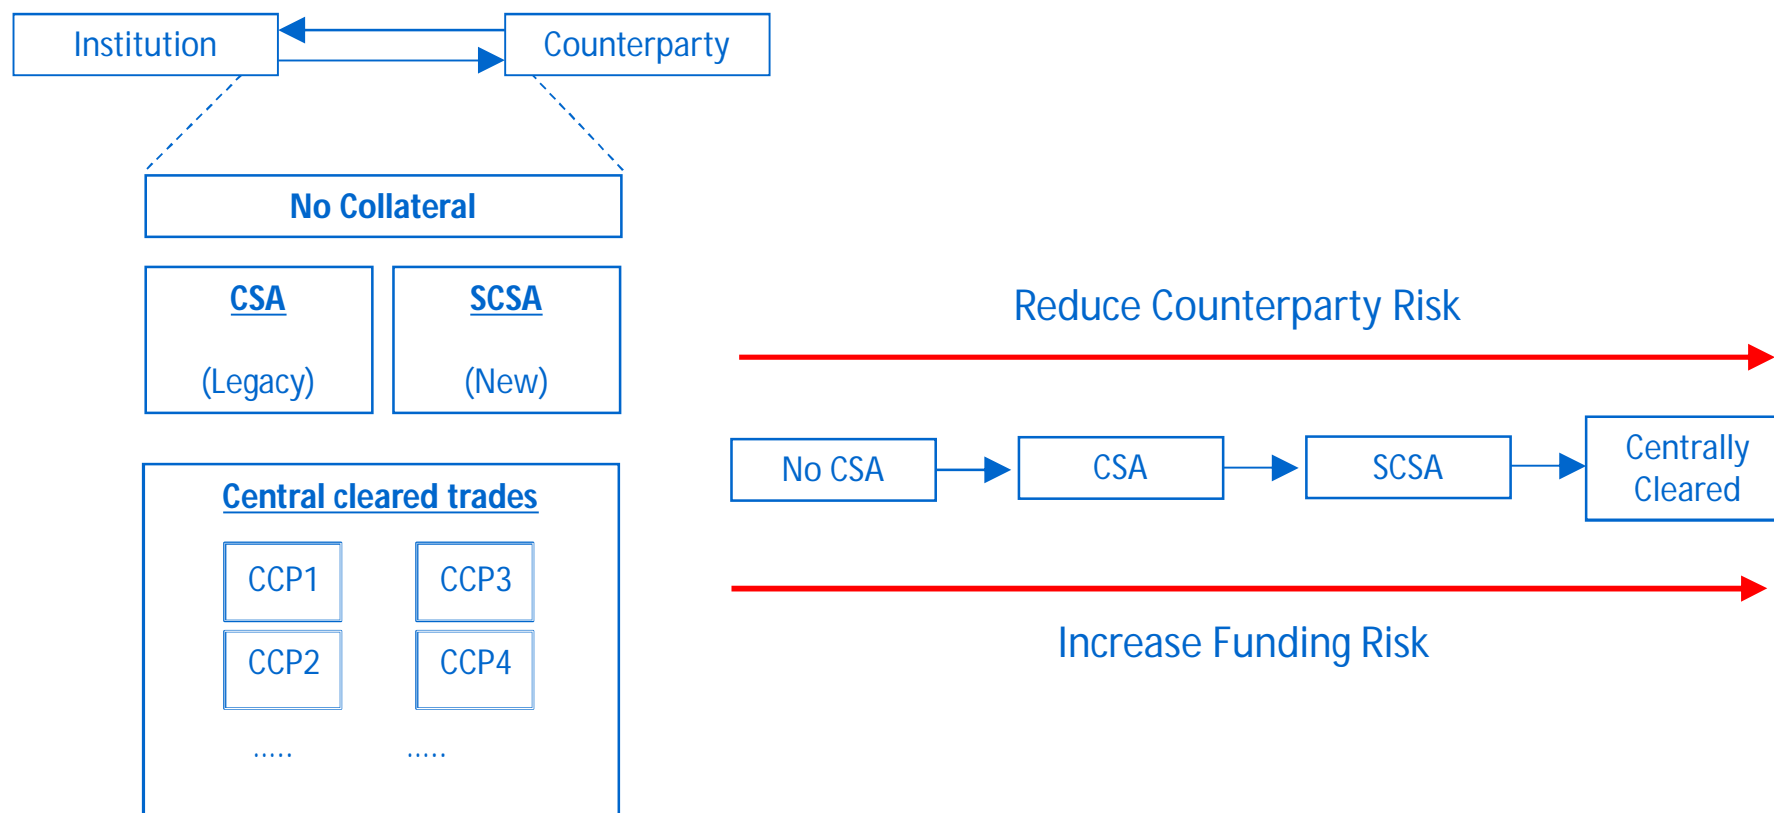 Institution
Counterparty
No Collateral
CSA
(Legacy)
SCSA
(New)
Central cleared trades
CCP1
CCP3
CCP2
CCP4
.....
.....
Reduce Counterparty Risk
No CSA
CSA
SCSA
Centrally
Cleared
Increase Funding Risk